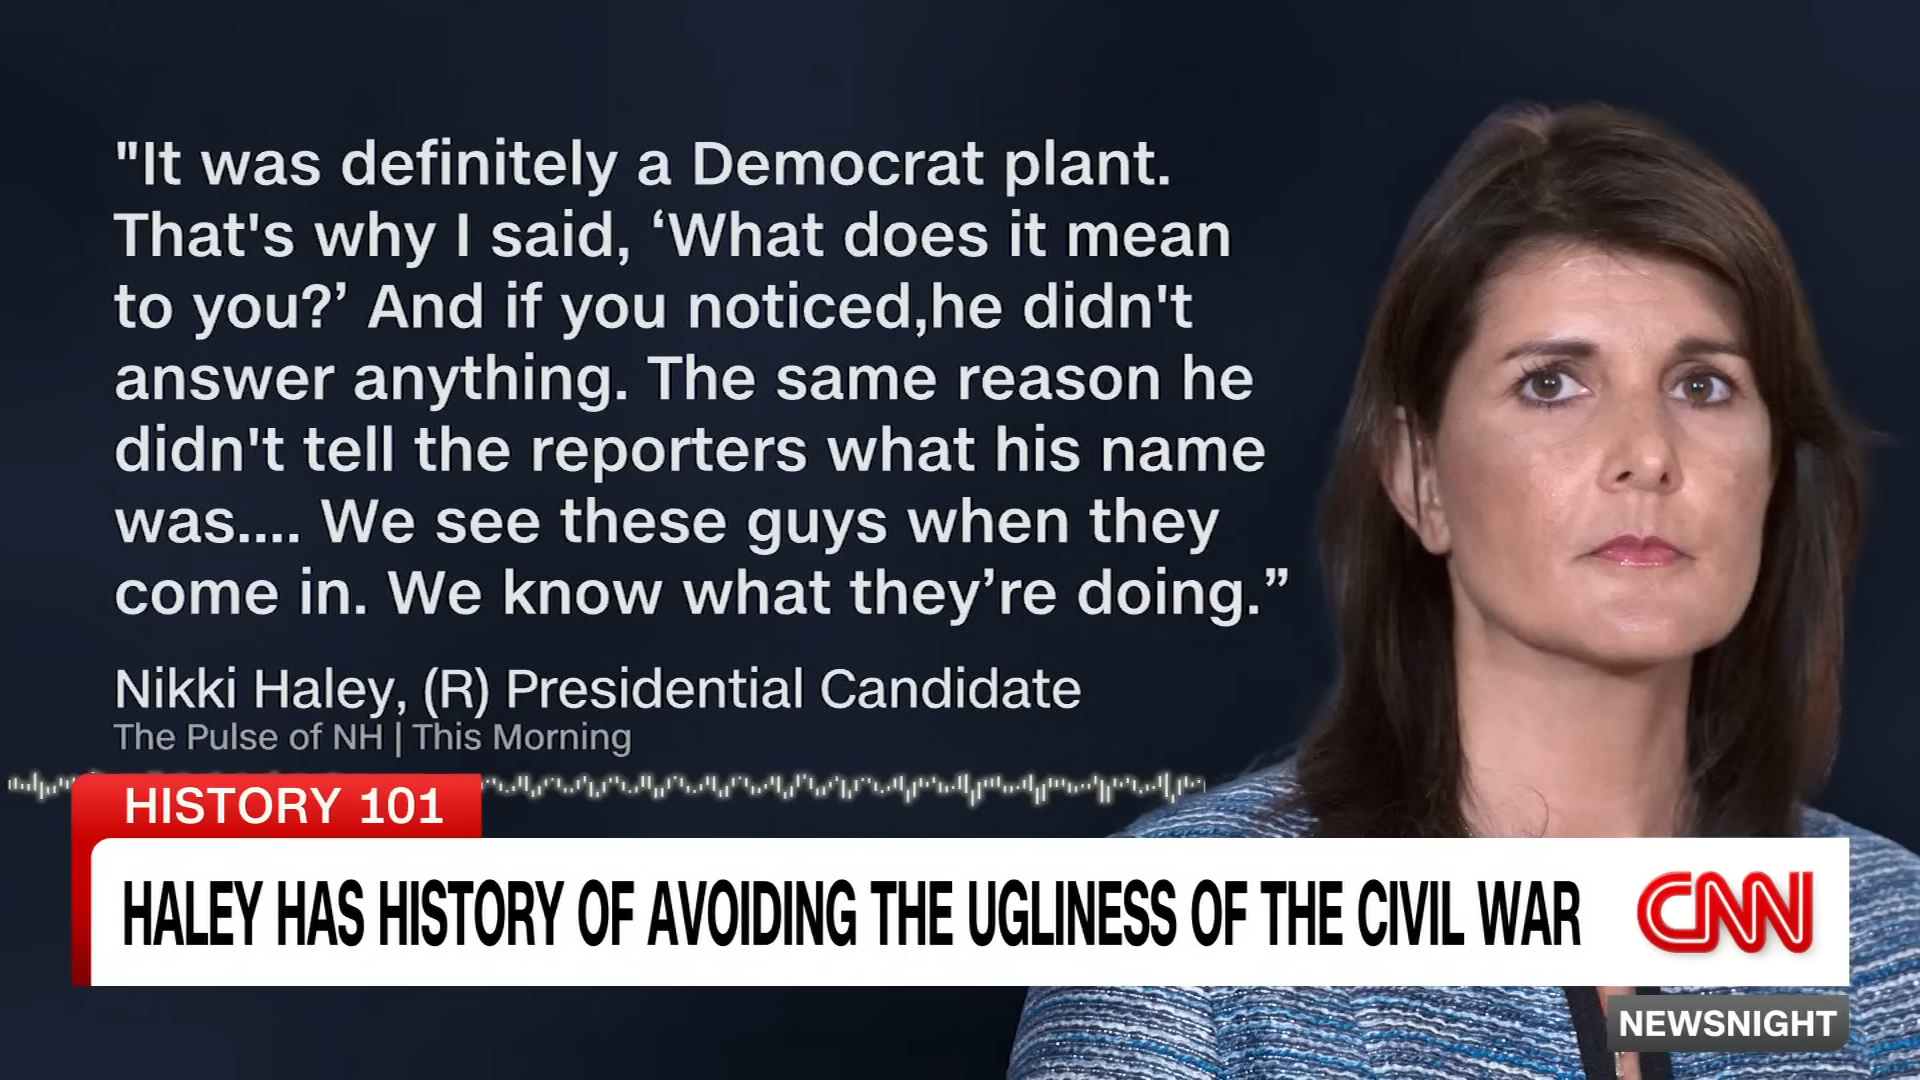 "It was definitely a Democrat plant.
That's why I said, ‘What does it mean
to you?’ And if you noticed,he didn't
answer anything. The same reason he
didn't tell the reporters what his name
was.... We see these guys when they
come in. We know what they’re doing.”
Nikki Haley, (R) Presidential Candidate
The Pulse of NH | This Morning
HISTORY 101
HALEY HAS HISTORY OF AVOIDING THE UGLINESS OF THE CIVIL WAR
CNN
NEWSNIGHT